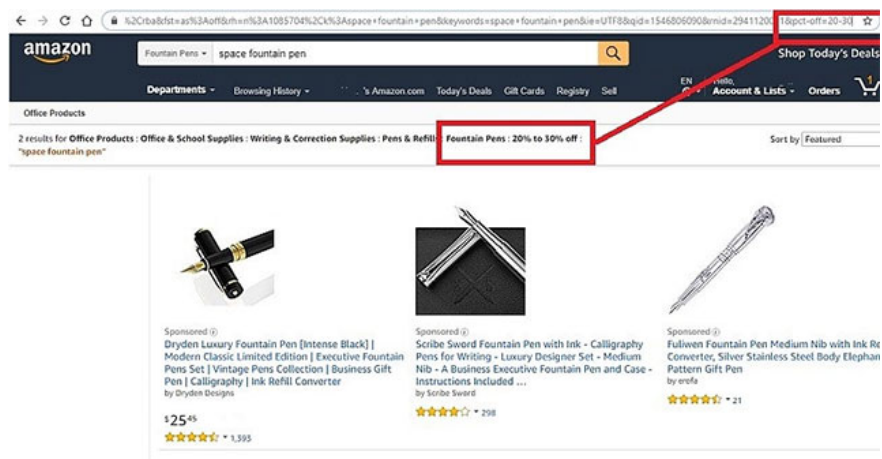 %2Crba&fst=as%3Aoff&rh=n%3A1085704%2Ck%3Aspace+fountain+pen&keywords=space+fountain+pen&ie=UTF8&qid=1546806090&rnid=2941120011&pct-off=20-30
amazon
Fountain Pens
space fountain pen
Shop Today's Deals
Departments
Browsing History
's Amazon.com
Today's Deals
Gift Cards
Registry
Sell
EN
Hello,
Account & Lists
Orders
1
Office Products
2 results for Office Products : Office & School Supplies : Writing & Correction Supplies : Pens & Refills : Fountain Pens : 20% to 30% off :
"space fountain pen"
Sort by Featured
Sponsored
Dryden Luxury Fountain Pen [Intense Black] |
Modern Classic Limited Edition | Executive Fountain
Pens Set | Vintage Pens Collection | Business Gift
Pen | Calligraphy | Ink Refill Converter
by Dryden Designs
$25 45
1,393
Sponsored
Scribe Sword Fountain Pen with Ink - Calligraphy
Pens for Writing - Luxury Designer Set - Medium
Nib - A Business Executive Fountain Pen and Case -
Instructions Included ...
by Scribe Sword
298
Sponsored
Fuliwen Fountain Pen Medium Nib with Ink Re
Converter, Silver Stainless Steel Body Elephan
Pattern Gift Pen
by erofa
21